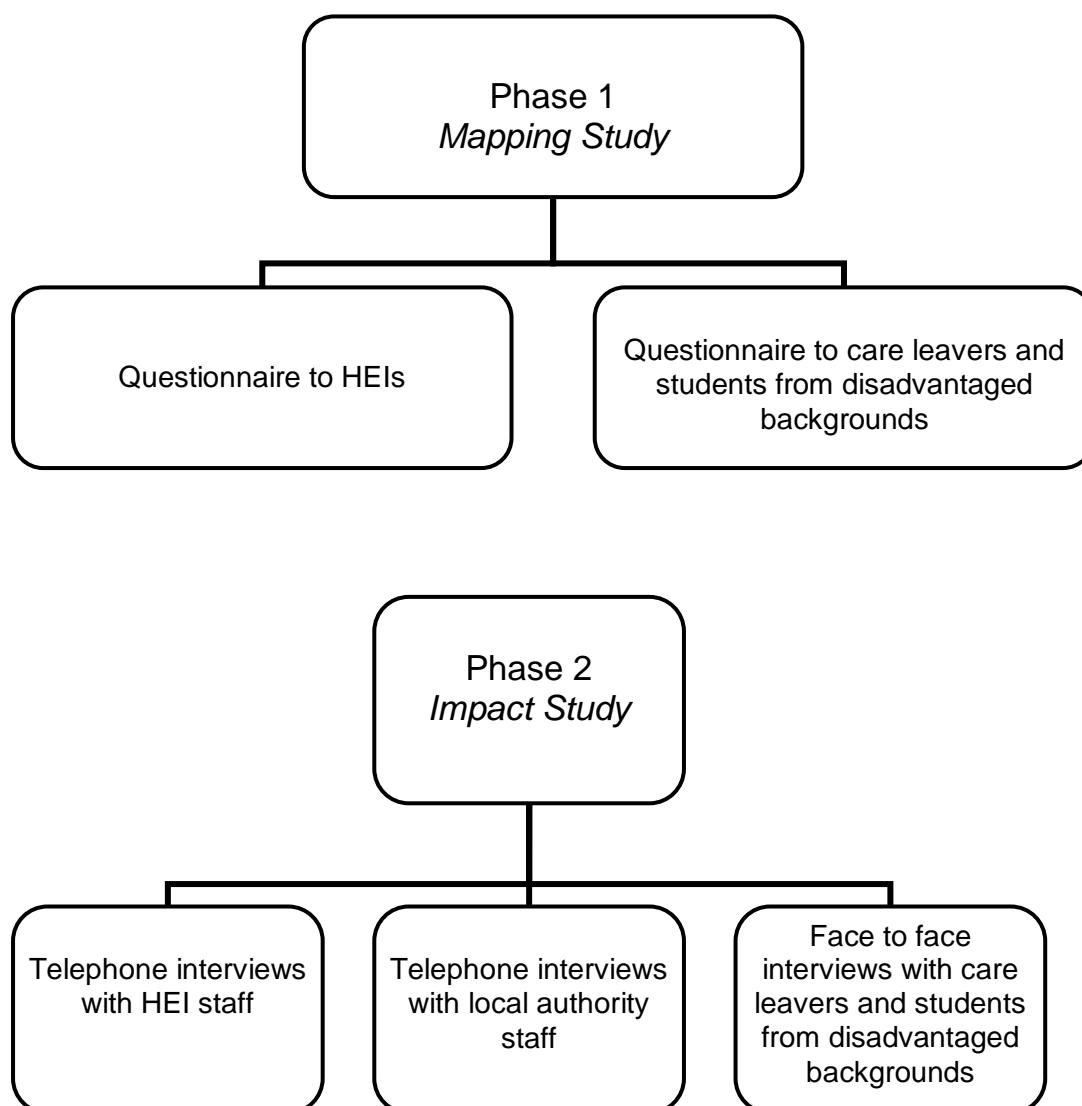 Phase 1
Mapping Study
Questionnaire to HEIs
Questionnaire to care leavers and
students from disadvantaged
backgrounds
Phase 2
Impact Study
Telephone interviews
with HEI staff
Telephone interviews
with local authority
staff
Face to face
interviews with care
leavers and students
from disadvantaged
backgrounds